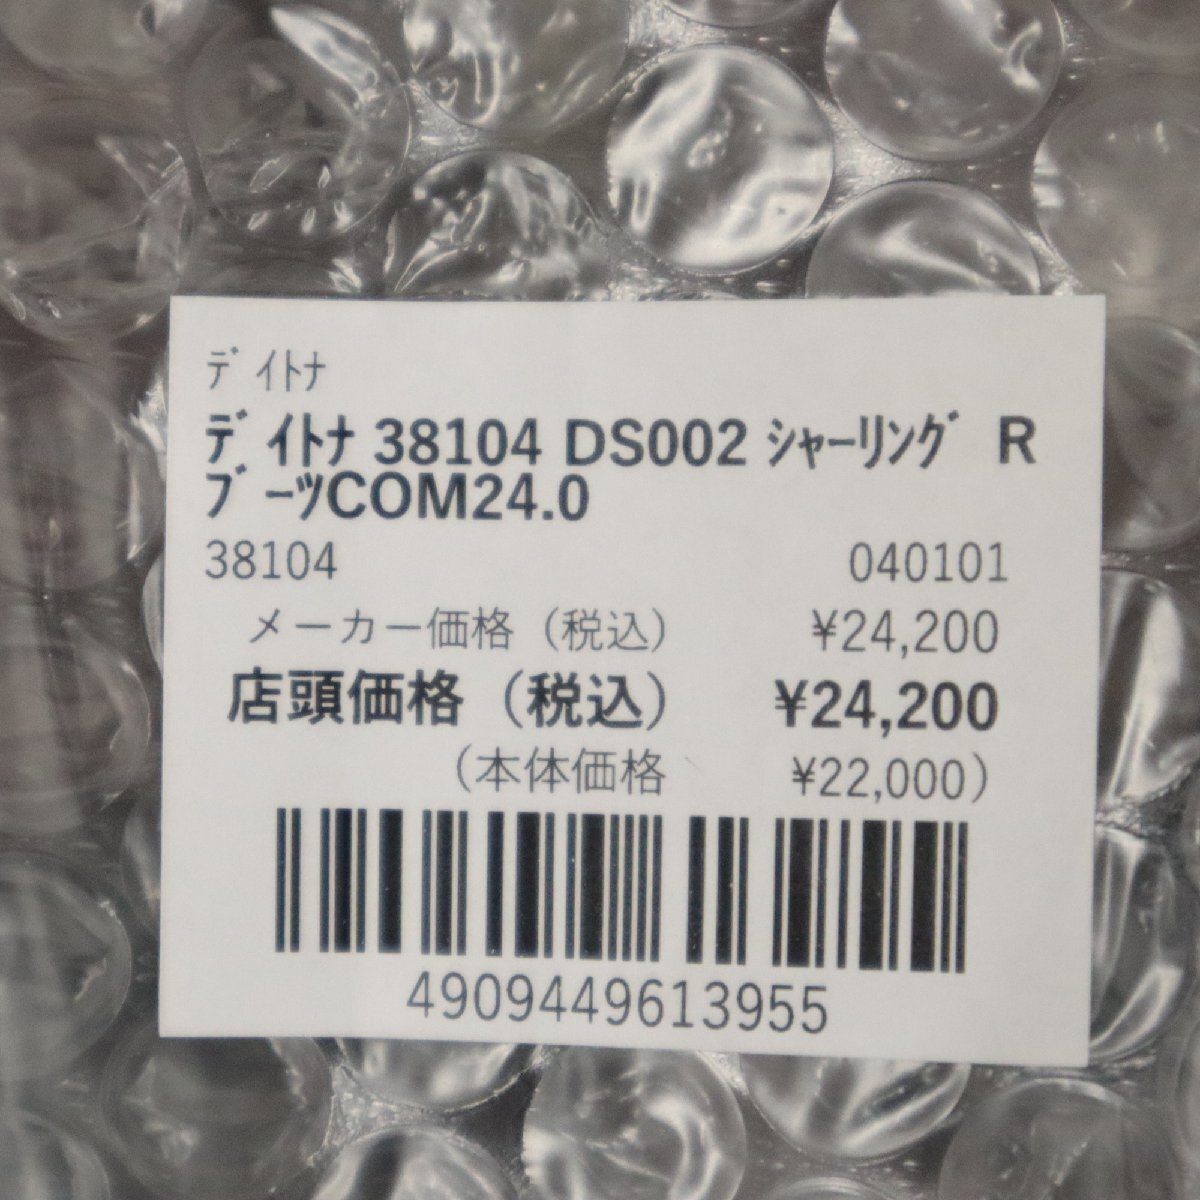 ﾃﾞｲﾄﾅ
ﾃﾞｲﾄﾅ 38104 DS002 ｼｬｰﾘﾝｸﾞ R
ﾌﾞｰﾂCOM24.0
38104 040101
メーカー価格（税込） ¥24,200
店頭価格（税込） ¥24,200
（本体価格 ¥22,000）
4909449613955